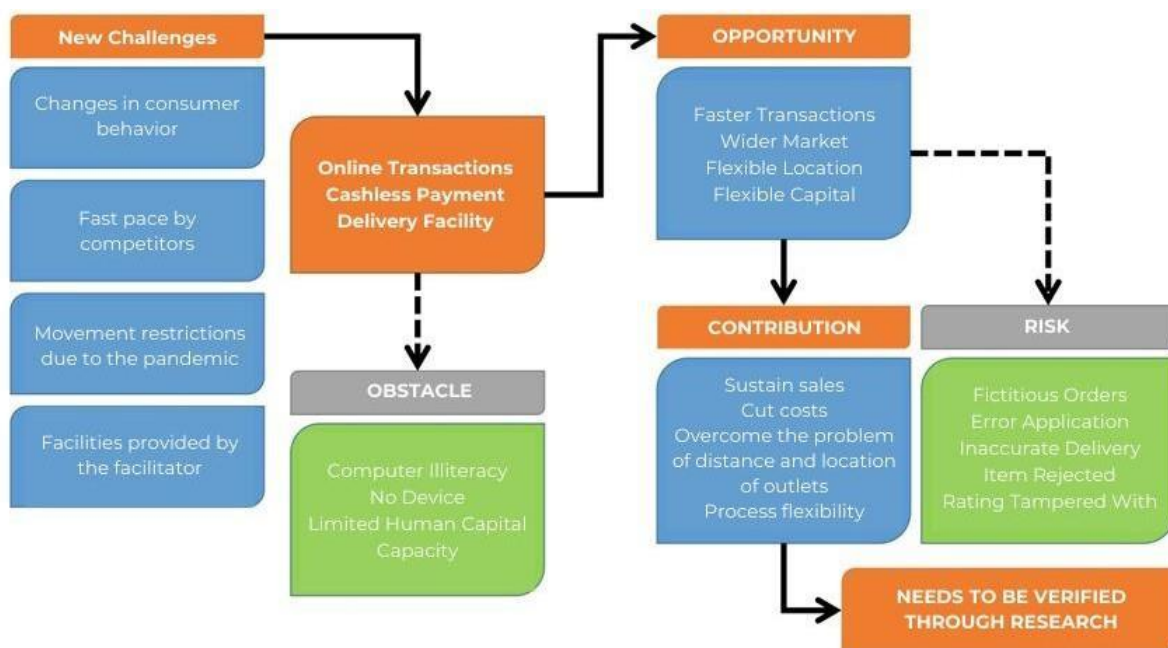 New Challenges
Changes in consumer
behavior
Fast pace by
competitors
Movement restrictions
due to the pandemic
Facilities provided by
the facilitator
Online Transactions
Cashless Payment
Delivery Facility
OBSTACLE
Computer Illiteracy
No Device
Limited Human Capital
Capacity
OPPORTUNITY
Faster Transactions
Wider Market
Flexible Location
Flexible Capital
CONTRIBUTION
Sustain sales
Cut costs
Overcome the problem
of distance and location
of outlets
Process flexibility
RISK
Fictitious Orders
Error Application
Inaccurate Delivery
Item Rejected
Rating Tampered With
NEEDS TO BE VERIFIED
THROUGH RESEARCH